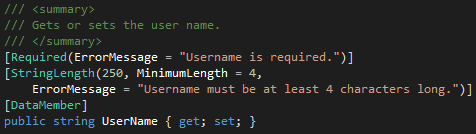 /// <summary>
/// Gets or sets the user name.
/// </summary>
[Required(ErrorMessage = "Username is required.")]
[StringLength(250, MinimumLength = 4,
    ErrorMessage = "Username must be at least 4 characters long.")]
[DataMember]
public string UserName { get; set; }